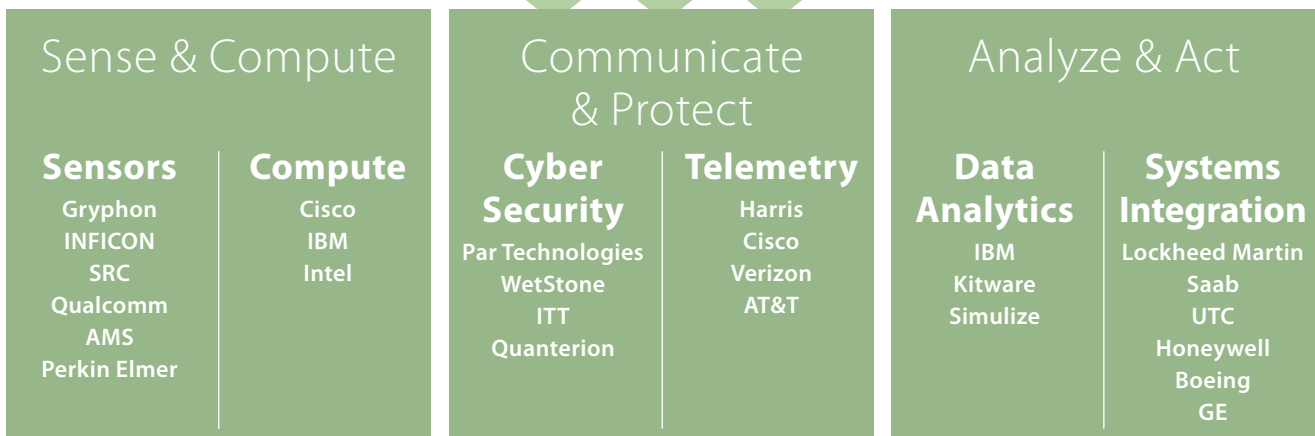 Sense & Compute
Sensors
Gryphon
INFICON
SRC
Qualcomm
AMS
Perkin Elmer
Compute
Cisco
IBM
Intel
Communicate
& Protect
Cyber
Security
Par Technologies
WetStone
ITT
Quanterion
Telemetry
Harris
Cisco
Verizon
AT&T
Analyze & Act
Data
Analytics
IBM
Kitware
Simulize
Systems
Integration
Lockheed Martin
Saab
UTC
Honeywell
Boeing
GE